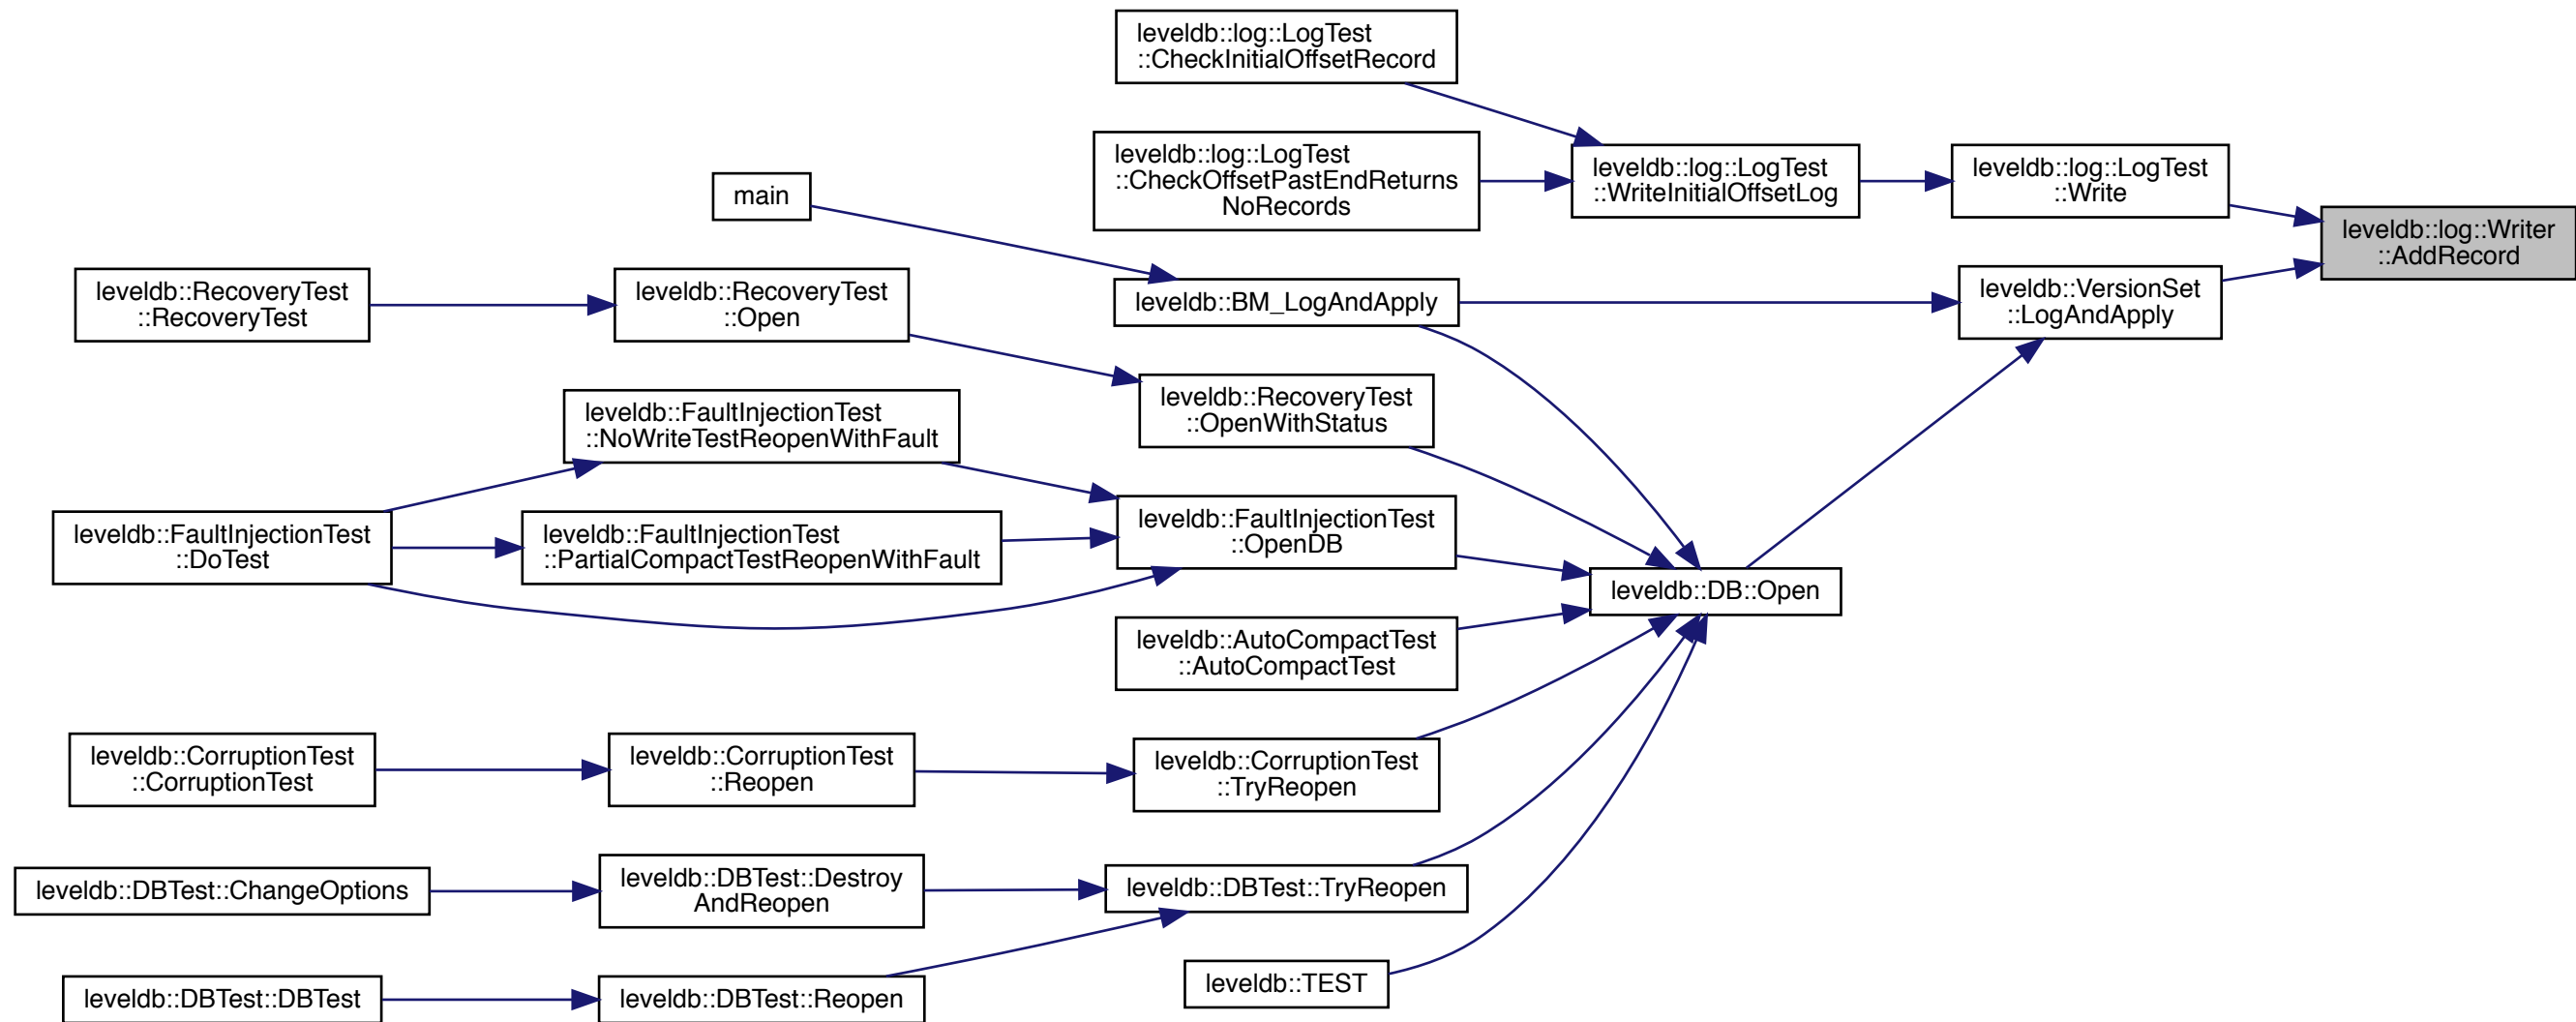 leveldb::log::LogTest
::CheckInitialOffsetRecord
leveldb::log::LogTest
::CheckOffsetPastEndReturns
NoRecords
leveldb::log::LogTest
::WriteInitialOffsetLog
leveldb::log::LogTest
::Write
main
leveldb::log::Writer
::AddRecord
leveldb::RecoveryTest
::RecoveryTest
leveldb::RecoveryTest
::Open
leveldb::BM_LogAndApply
leveldb::VersionSet
::LogAndApply
leveldb::RecoveryTest
::OpenWithStatus
leveldb::FaultInjectionTest
::NoWriteTestReopenWithFault
leveldb::FaultInjectionTest
::DoTest
leveldb::FaultInjectionTest
::PartialCompactTestReopenWithFault
leveldb::FaultInjectionTest
::OpenDB
leveldb::DB::Open
leveldb::AutoCompactTest
::AutoCompactTest
leveldb::CorruptionTest
::CorruptionTest
leveldb::CorruptionTest
::Reopen
leveldb::CorruptionTest
::TryReopen
leveldb::DBTest::ChangeOptions
leveldb::DBTest::Destroy
AndReopen
leveldb::DBTest::TryReopen
leveldb::DBTest::DBTest
leveldb::DBTest::Reopen
leveldb::TEST